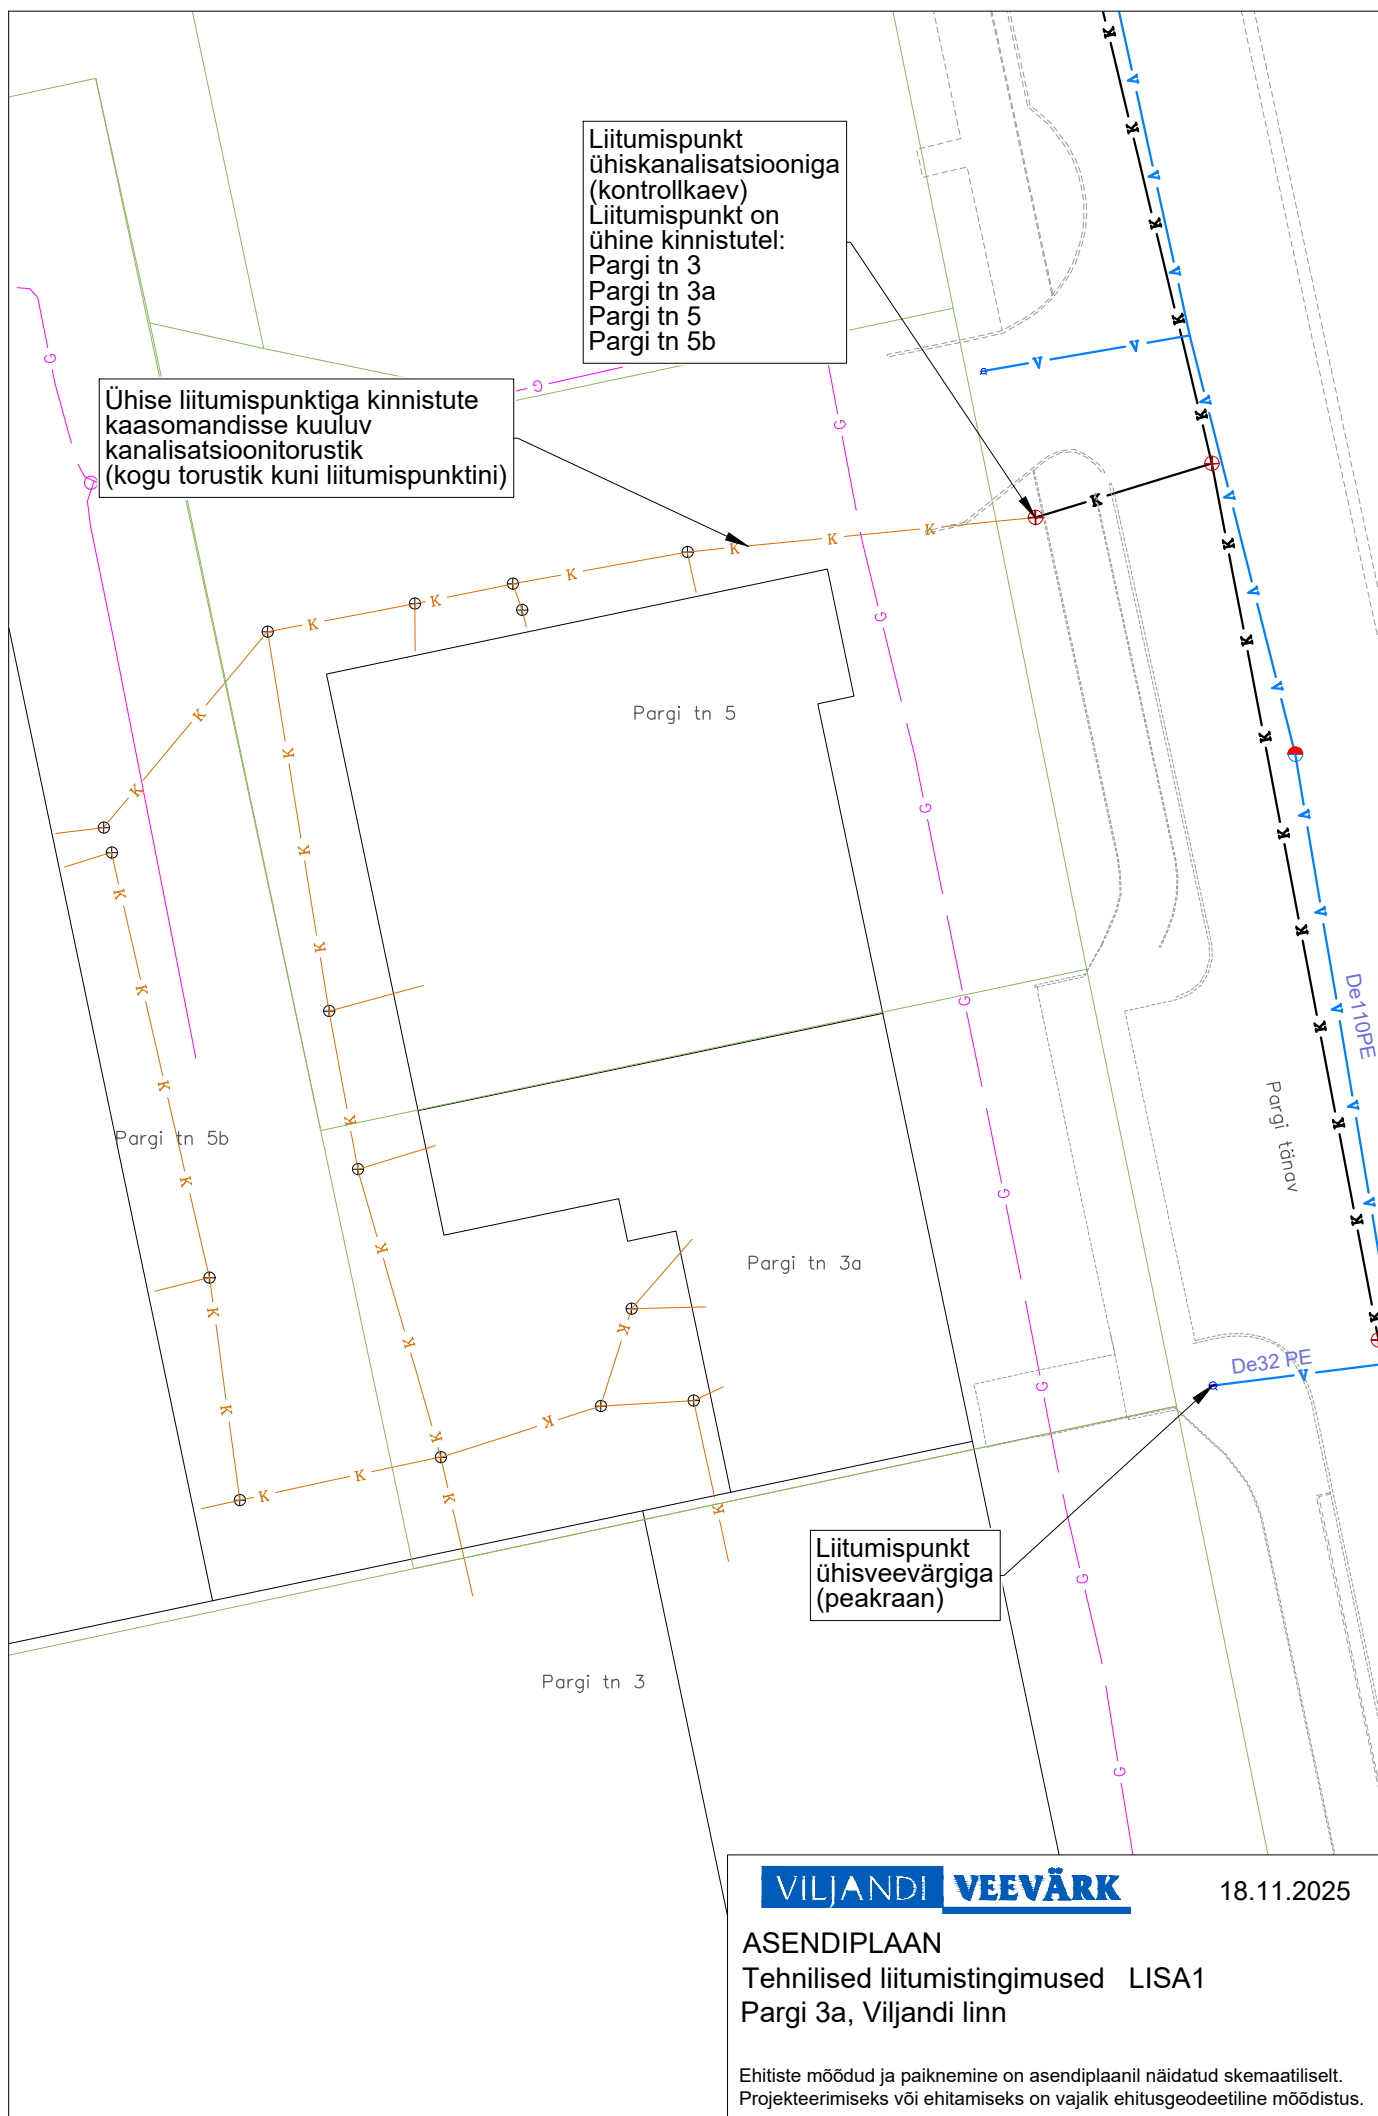 Liitumispunkt
ühiskanalisatsiooniga
(kontrollkaev)
Liitumispunkt on
ühine kinnistutel:
Pargi tn 3
Pargi tn 3a
Pargi tn 5
Pargi tn 5b
Ühise liitumispunktiga kinnistute
kaasomandisse kuuluv
kanalisatsioonitorustik
(kogu torustik kuni liitumispunktini)
Pargi tn 5
De110PE
Pargi tänav
Pargi tn 5b
Pargi tn 3a
De32 PE
Liitumispunkt
ühisveevärgiga
(peakraan)
Pargi tn 3
VILJANDI VEEVÄRK
18.11.2025
ASENDIPLAAN
Tehnilised liitumistingimused LISA1
Pargi 3a, Viljandi linn
Ehitiste mõõdud ja paiknemine on asendiplaanil näidatud skemaatiliselt.
Projekteerimiseks või ehitamiseks on vajalik ehitusgeodeetiline mõõdistus.